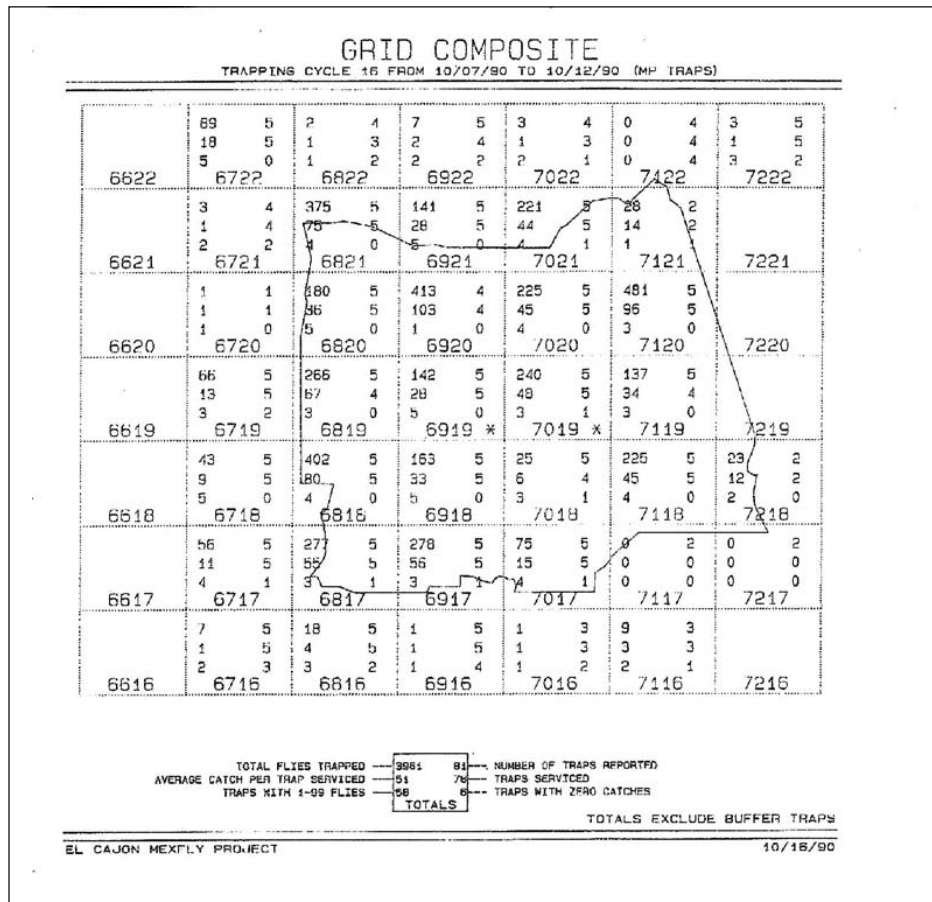 GRID COMPOSITE
TRAPPING CYCLE 16 FROM 10/07/90 TO 10/12/90 (MP TRAPS)
69 5 2 4 7 5 3 4 0 4 3 5
18 5 1 3 2 4 1 3 0 4 1 5
5 0 1 2 2 2 2 1 0 4 3 2
6622 6722 6822 6922 7022 7122 7222
3 4 375 5 141 5 221 5 28 2
1 4 75 5 28 5 44 5 14 2
2 2 4 0 5 0 4 1 1 1
6621 6721 6821 6921 7021 7121 7221
1 1 180 5 413 4 225 5 481 5
1 1 36 5 103 4 45 5 96 5
1 0 5 0 1 0 4 0 3 0
6620 6720 6820 6920 7020 7120 7220
66 5 266 5 142 5 240 5 137 5
13 5 67 4 28 5 48 5 34 4
3 2 3 0 5 0 3 1 3 0
6619 6719 6819 6919 * 7019 * 7119 7219
43 5 402 5 163 5 25 5 225 5 23 2
9 5 80 5 33 5 6 4 45 5 12 2
5 0 4 0 5 0 3 1 4 0 2 0
6618 6718 6818 6918 7018 7118 7218
56 5 277 5 278 5 75 5 0 2 0 2
11 5 55 5 56 5 15 5 0 0 0 0
4 1 3 1 3 1 4 1 0 0 0 0
6617 6717 6817 6917 7017 7117 7217
7 5 18 5 1 5 1 3 9 3
1 5 4 5 1 5 1 3 3 3
2 3 3 2 1 4 1 2 2 1
6616 6716 6816 6916 7016 7116 7216
TOTAL FLIES TRAPPED 3981 81 NUMBER OF TRAPS REPORTED
AVERAGE CATCH PER TRAP SERVICED 51 78 TRAPS SERVICED
TRAPS WITH 1-99 FLIES 58 6 TRAPS WITH ZERO CATCHES
TOTALS
TOTALS EXCLUDE BUFFER TRAPS
EL CAJON MEXFLY PROJECT 10/16/90